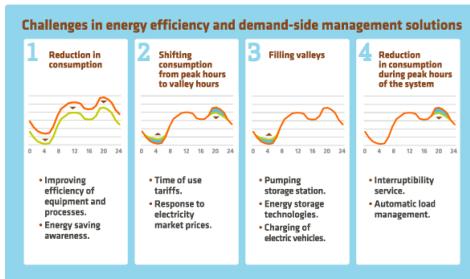 Challenges in energy efficiency and demand-side management solutions
1
Reduction in
consumption
0 4 8 12 16 20 24
• Improving
efficiency of
equipment and
processes.
• Energy saving
awareness.
2
Shifting
consumption
from peak hours
to valley hours
0 4 8 12 16 20 24
• Time of use
tariffs.
• Response to
electricity
market prices.
3
Filling valleys
0 4 8 12 16 20 24
• Pumping
storage station.
• Energy storage
technologies.
• Charging of
electric vehicles.
4
Reduction
in consumption
during peak hours
of the system
0 4 8 12 16 20 24
• Interruptibility
service.
• Automatic load
management.